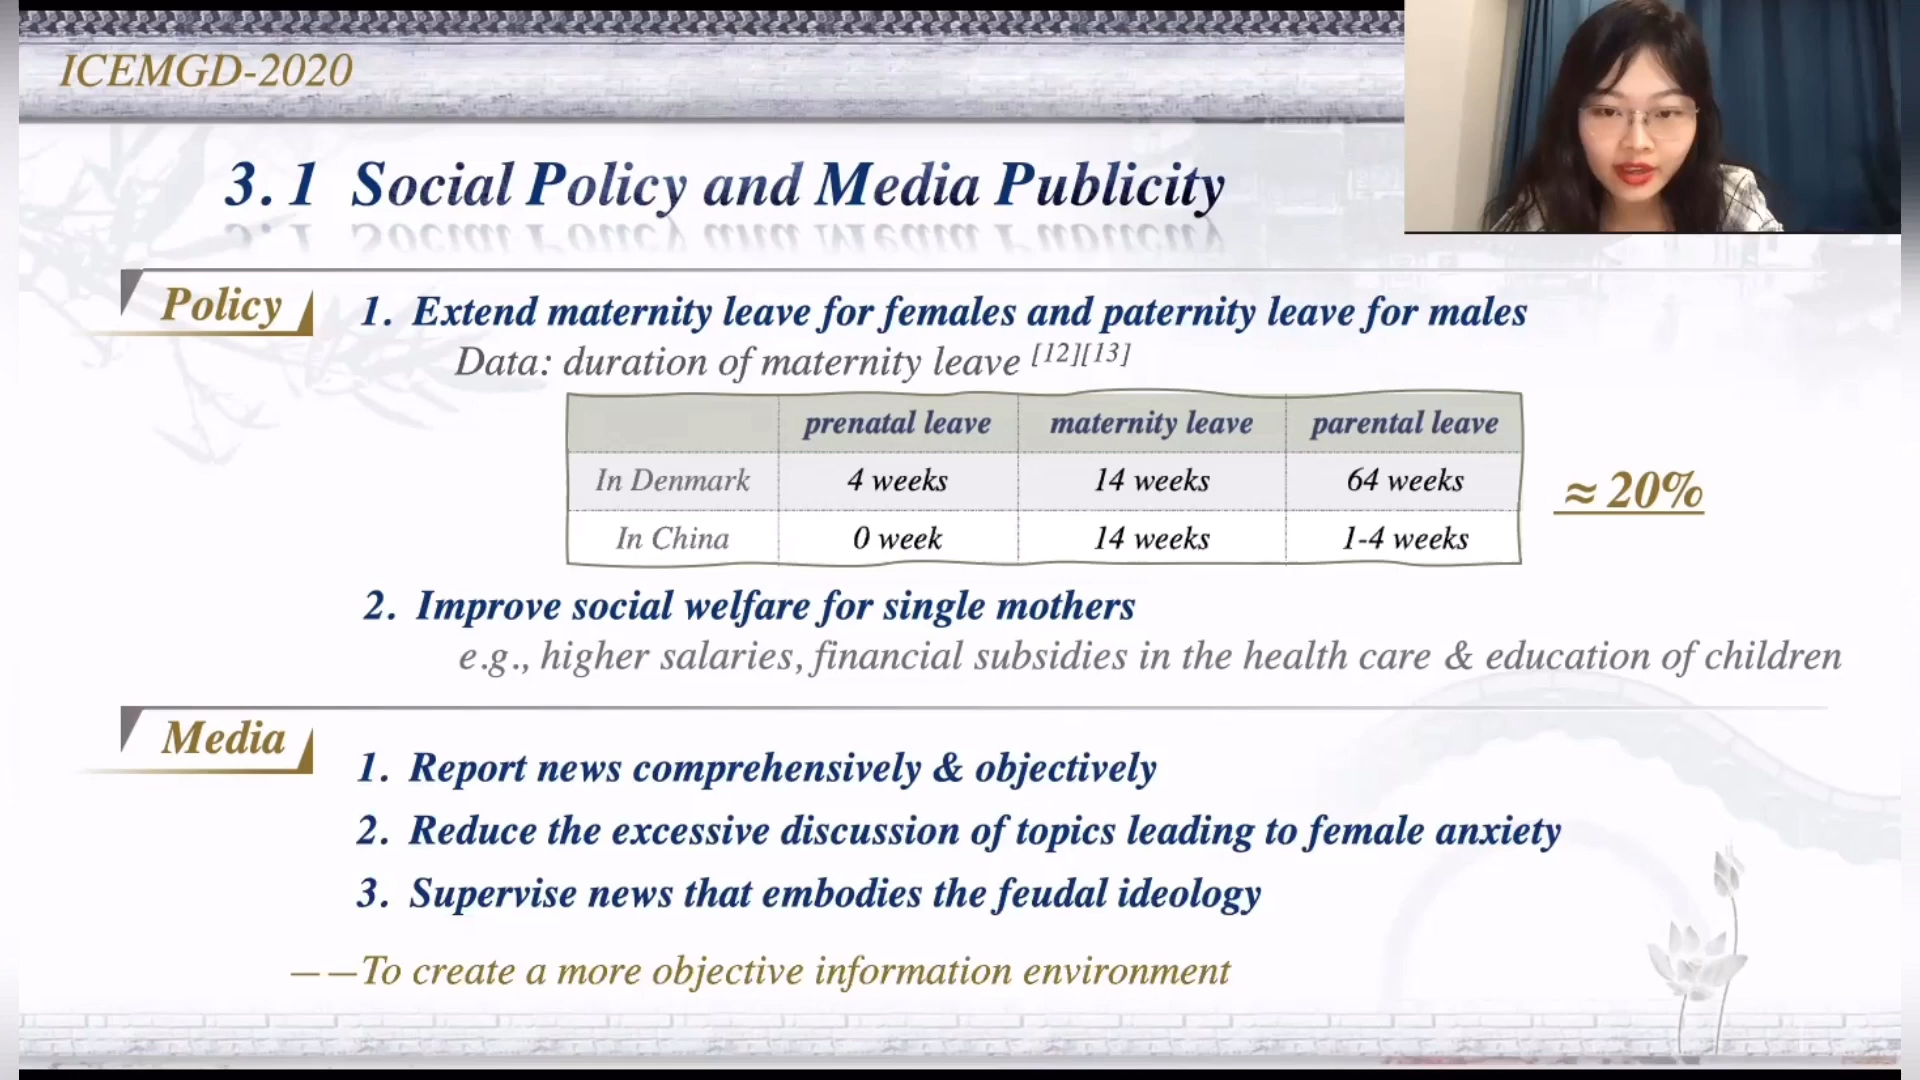 ICEMGD-2020
3.1 Social Policy and Media Publicity
Policy
1. Extend maternity leave for females and paternity leave for males
Data: duration of maternity leave [12][13]
prenatal leave maternity leave parental leave
In Denmark 4 weeks 14 weeks 64 weeks
In China 0 week 14 weeks 1-4 weeks
≈ 20%
2. Improve social welfare for single mothers
e.g., higher salaries, financial subsidies in the health care & education of children
Media
1. Report news comprehensively & objectively
2. Reduce the excessive discussion of topics leading to female anxiety
3. Supervise news that embodies the feudal ideology
——To create a more objective information environment